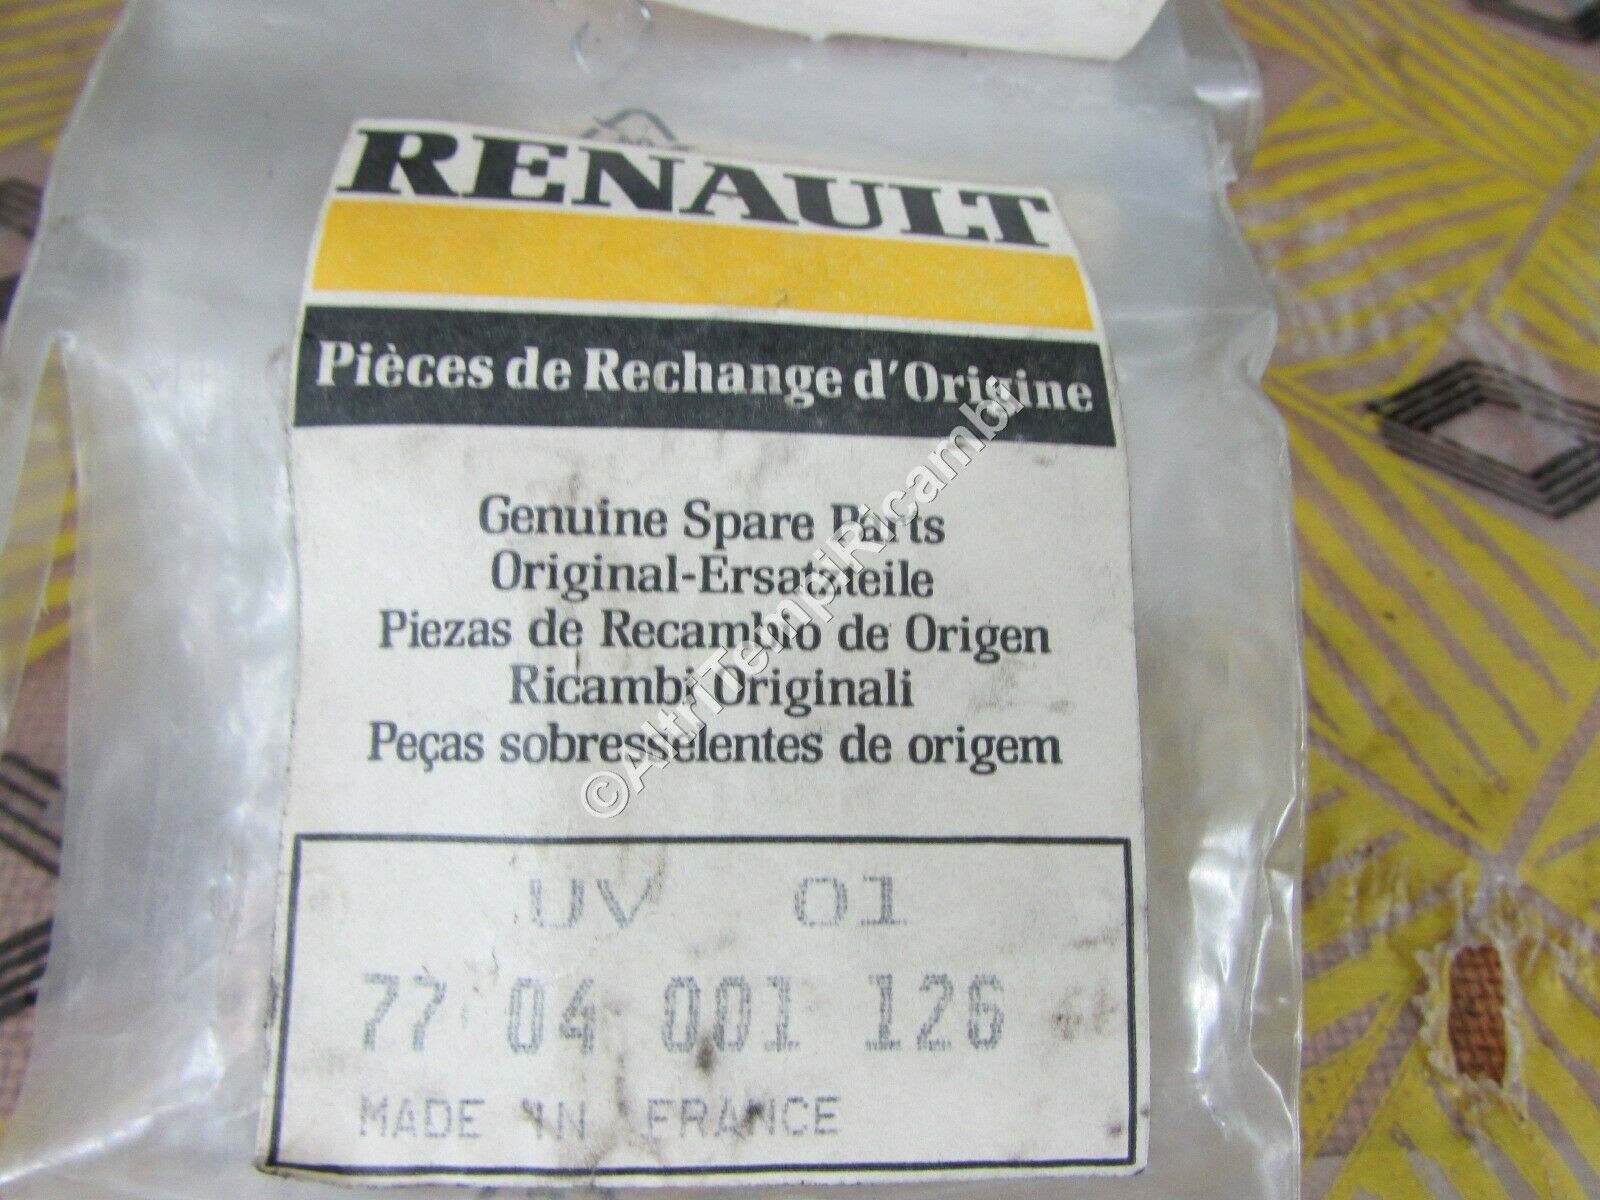 RENAULT
Pièces de Rechange d'Origine
Genuine Spare Parts
Original-Ersatzteile
Piezas de Recambio de Origen
Ricambi Originali
Peças sobresselentes de origem
©AltriTempiRicambi
UV 01
77 04 001 126
MADE IN FRANCE